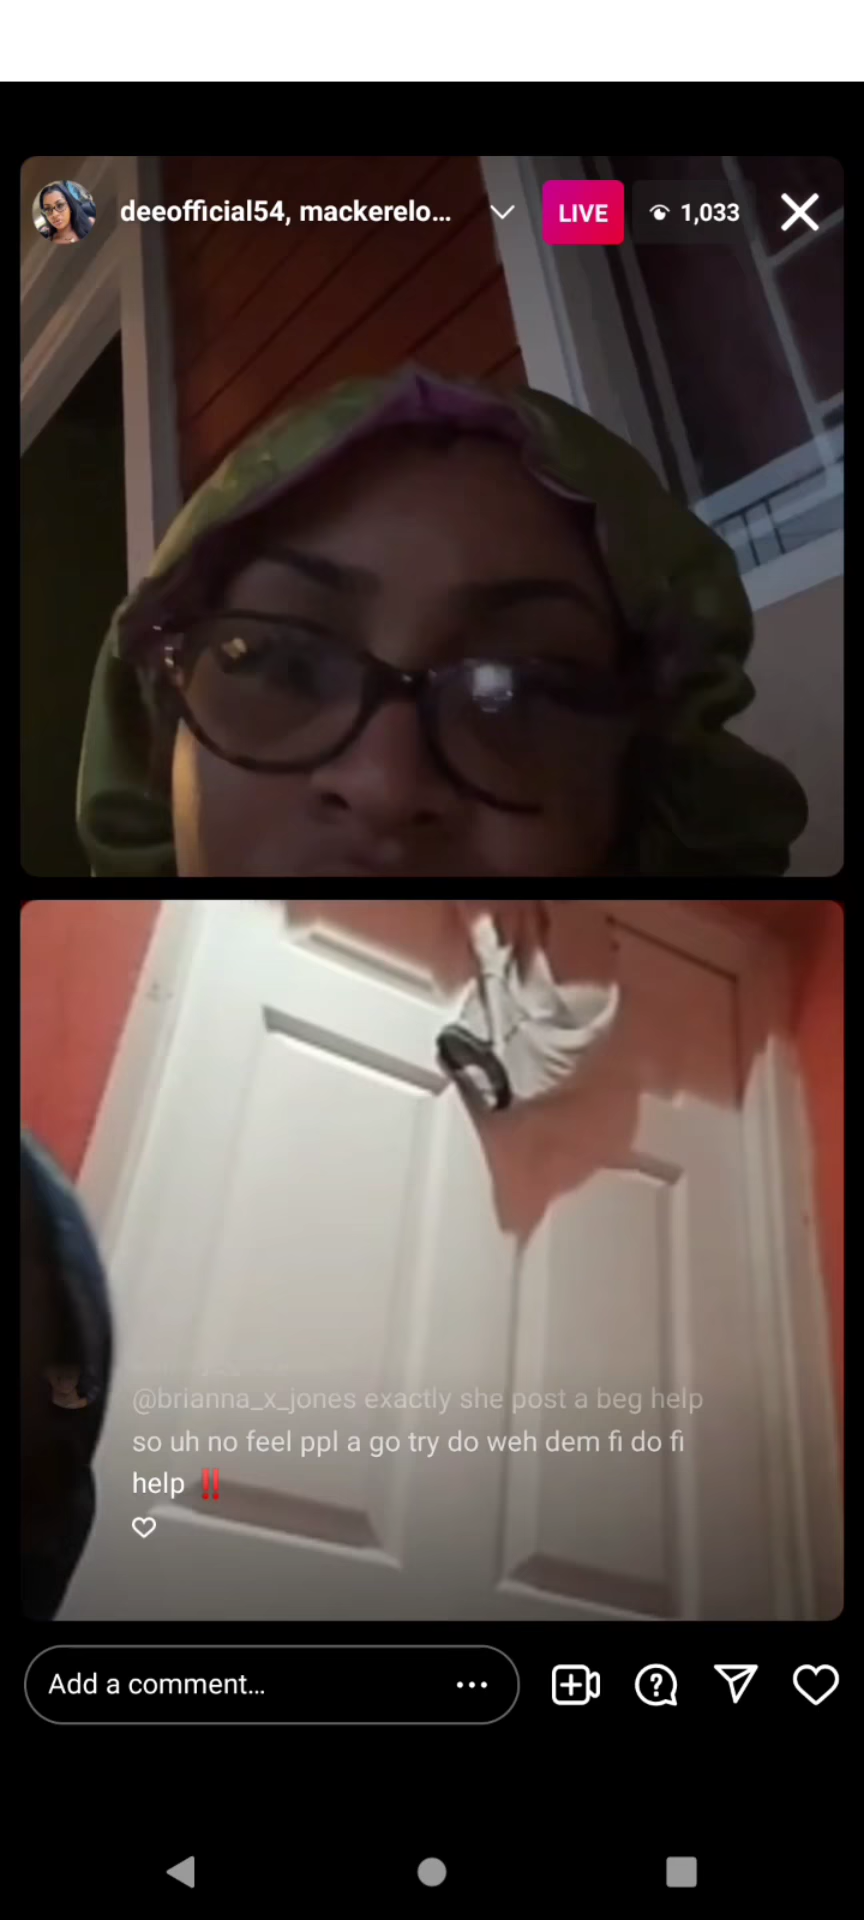 deeofficial54, mackerelo...
LIVE
1,033
@brianna_x_jones exactly she post a beg help
so uh no feel ppl a go try do weh dem fi do fi
help ‼️
Add a comment...